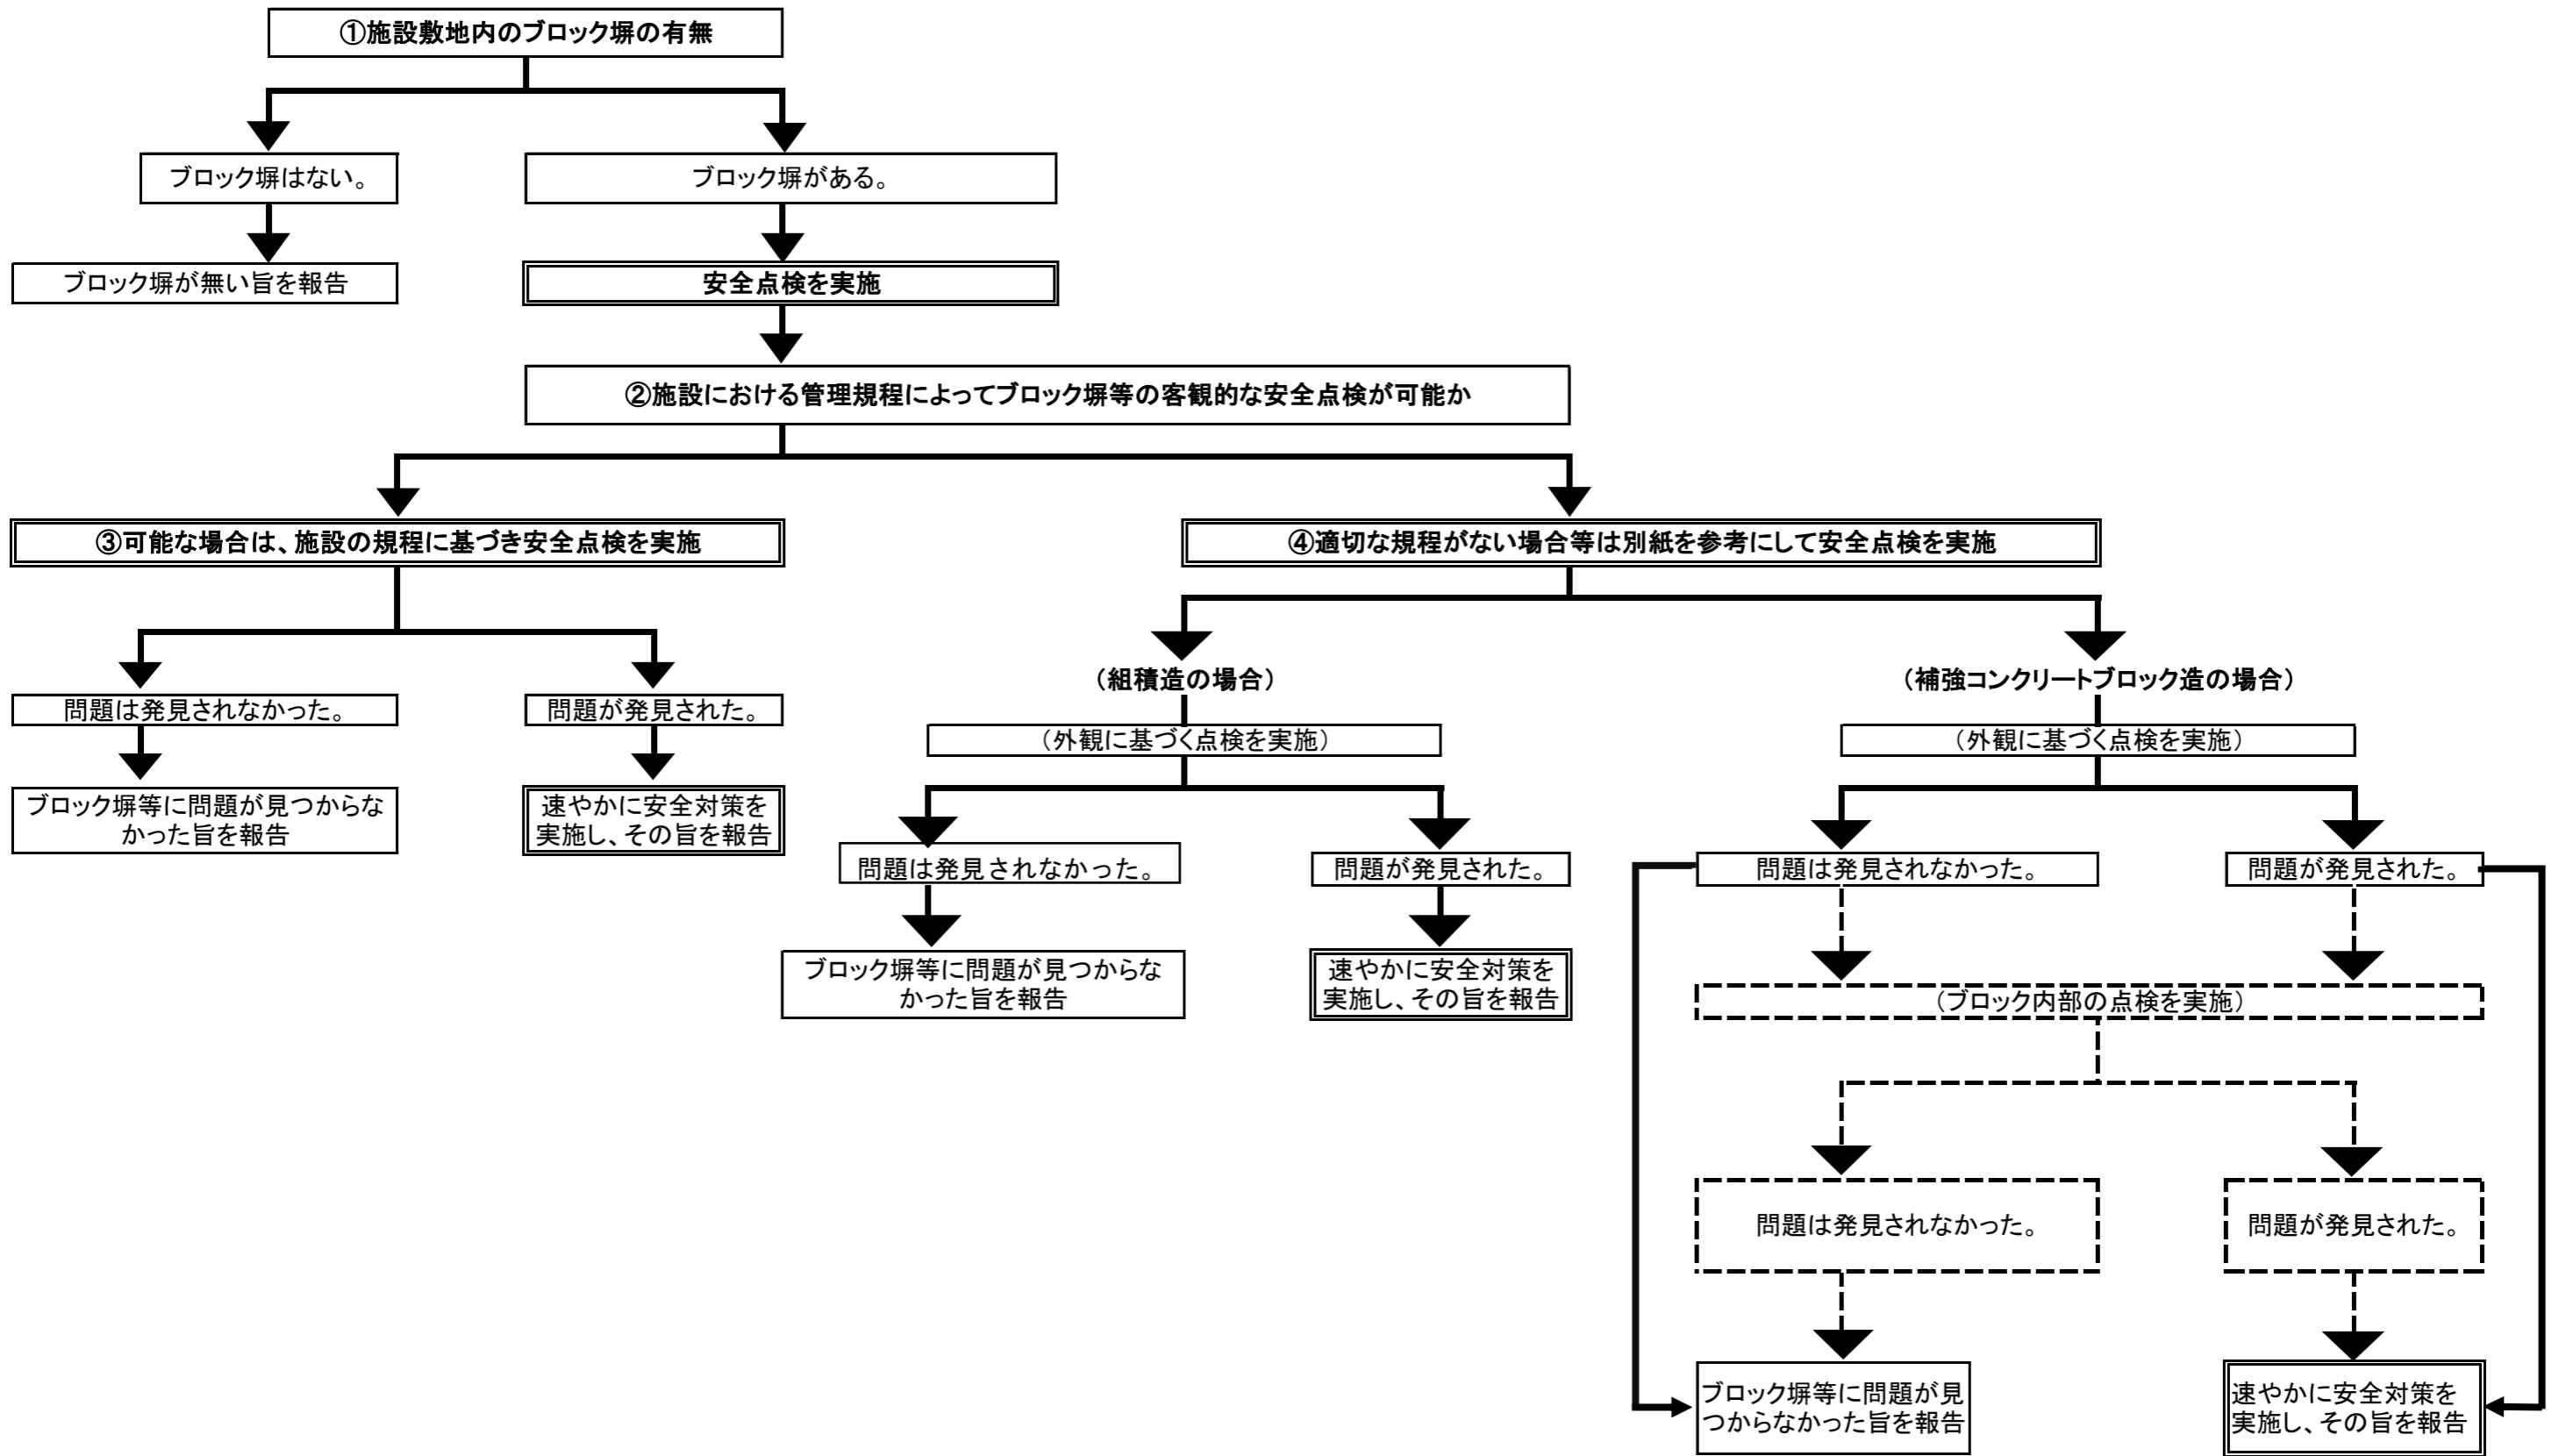 ①施設敷地内のブロック塀の有無
ブロック塀はない。
ブロック塀がある。
ブロック塀が無い旨を報告
安全点検を実施
②施設における管理規程によってブロック塀等の客観的な安全点検が可能か
③可能な場合は、施設の規程に基づき安全点検を実施
④適切な規程がない場合等は別紙を参考にして安全点検を実施
（組積造の場合）
（補強コンクリートブロック造の場合）
問題は発見されなかった。
問題が発見された。
（外観に基づく点検を実施）
（外観に基づく点検を実施）
ブロック塀等に問題が見つからな
かった旨を報告
速やかに安全対策を
実施し、その旨を報告
問題は発見されなかった。
問題が発見された。
問題は発見されなかった。
問題が発見された。
ブロック塀等に問題が見つからな
かった旨を報告
速やかに安全対策を
実施し、その旨を報告
（ブロック内部の点検を実施）
問題は発見されなかった。
問題が発見された。
ブロック塀等に問題が見
つからなかった旨を報告
速やかに安全対策を
実施し、その旨を報告